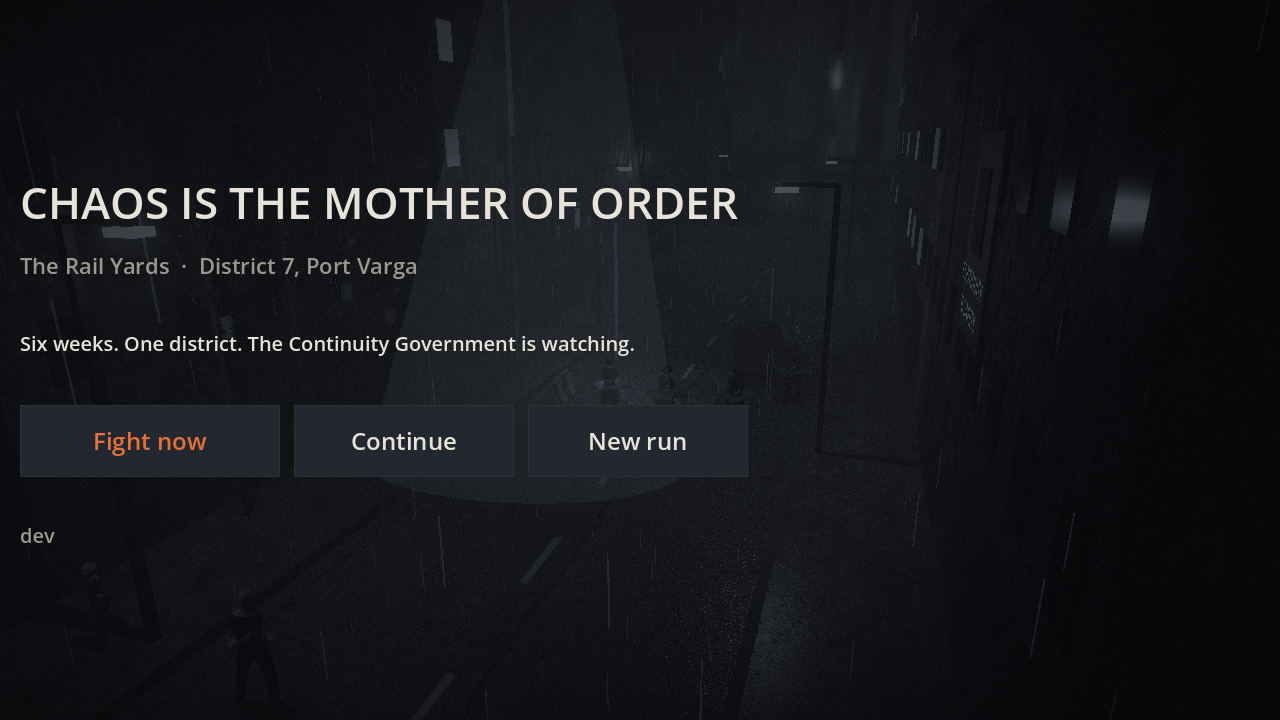 CHAOS IS THE MOTHER OF ORDER
The Rail Yards · District 7, Port Varga
Six weeks. One district. The Continuity Government is watching.
Fight now
Continue
New run
dev